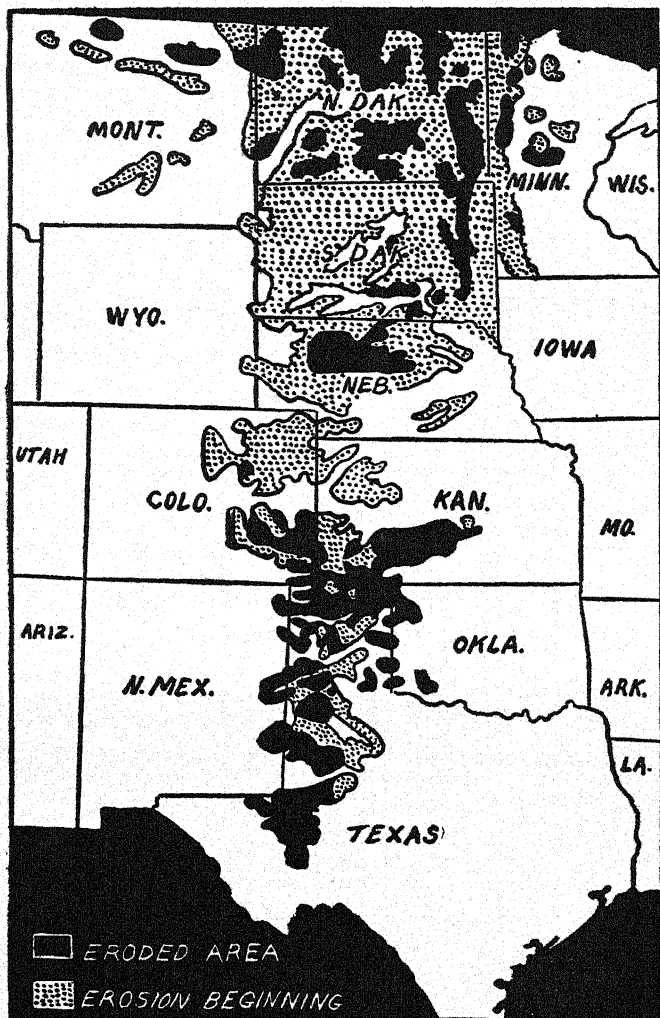 N. DAK.
MONT.
MINN.
WIS.
S. DAK.
WYO.
IOWA
NEB.
UTAH
COLO.
KAN.
MO.
ARIZ.
N. MEX.
OKLA.
ARK.
LA.
TEXAS
ERODED AREA
EROSION BEGINNING